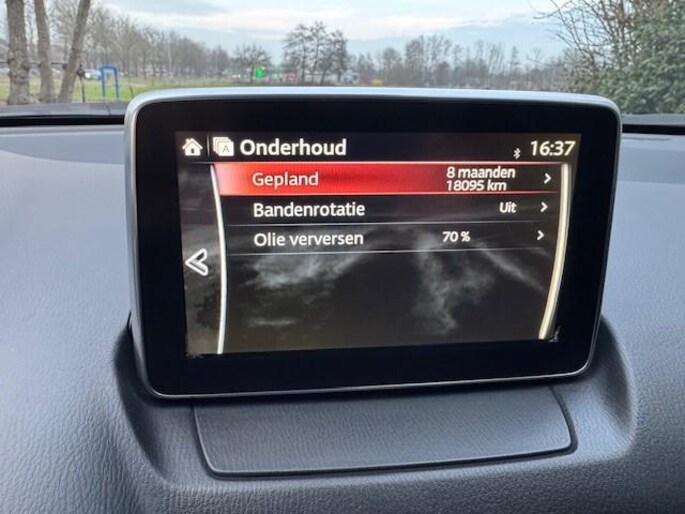 A Onderhoud 16:37
Gepland 8 maanden
18095 km
Bandenrotatie Uit
Olie verversen 70 %